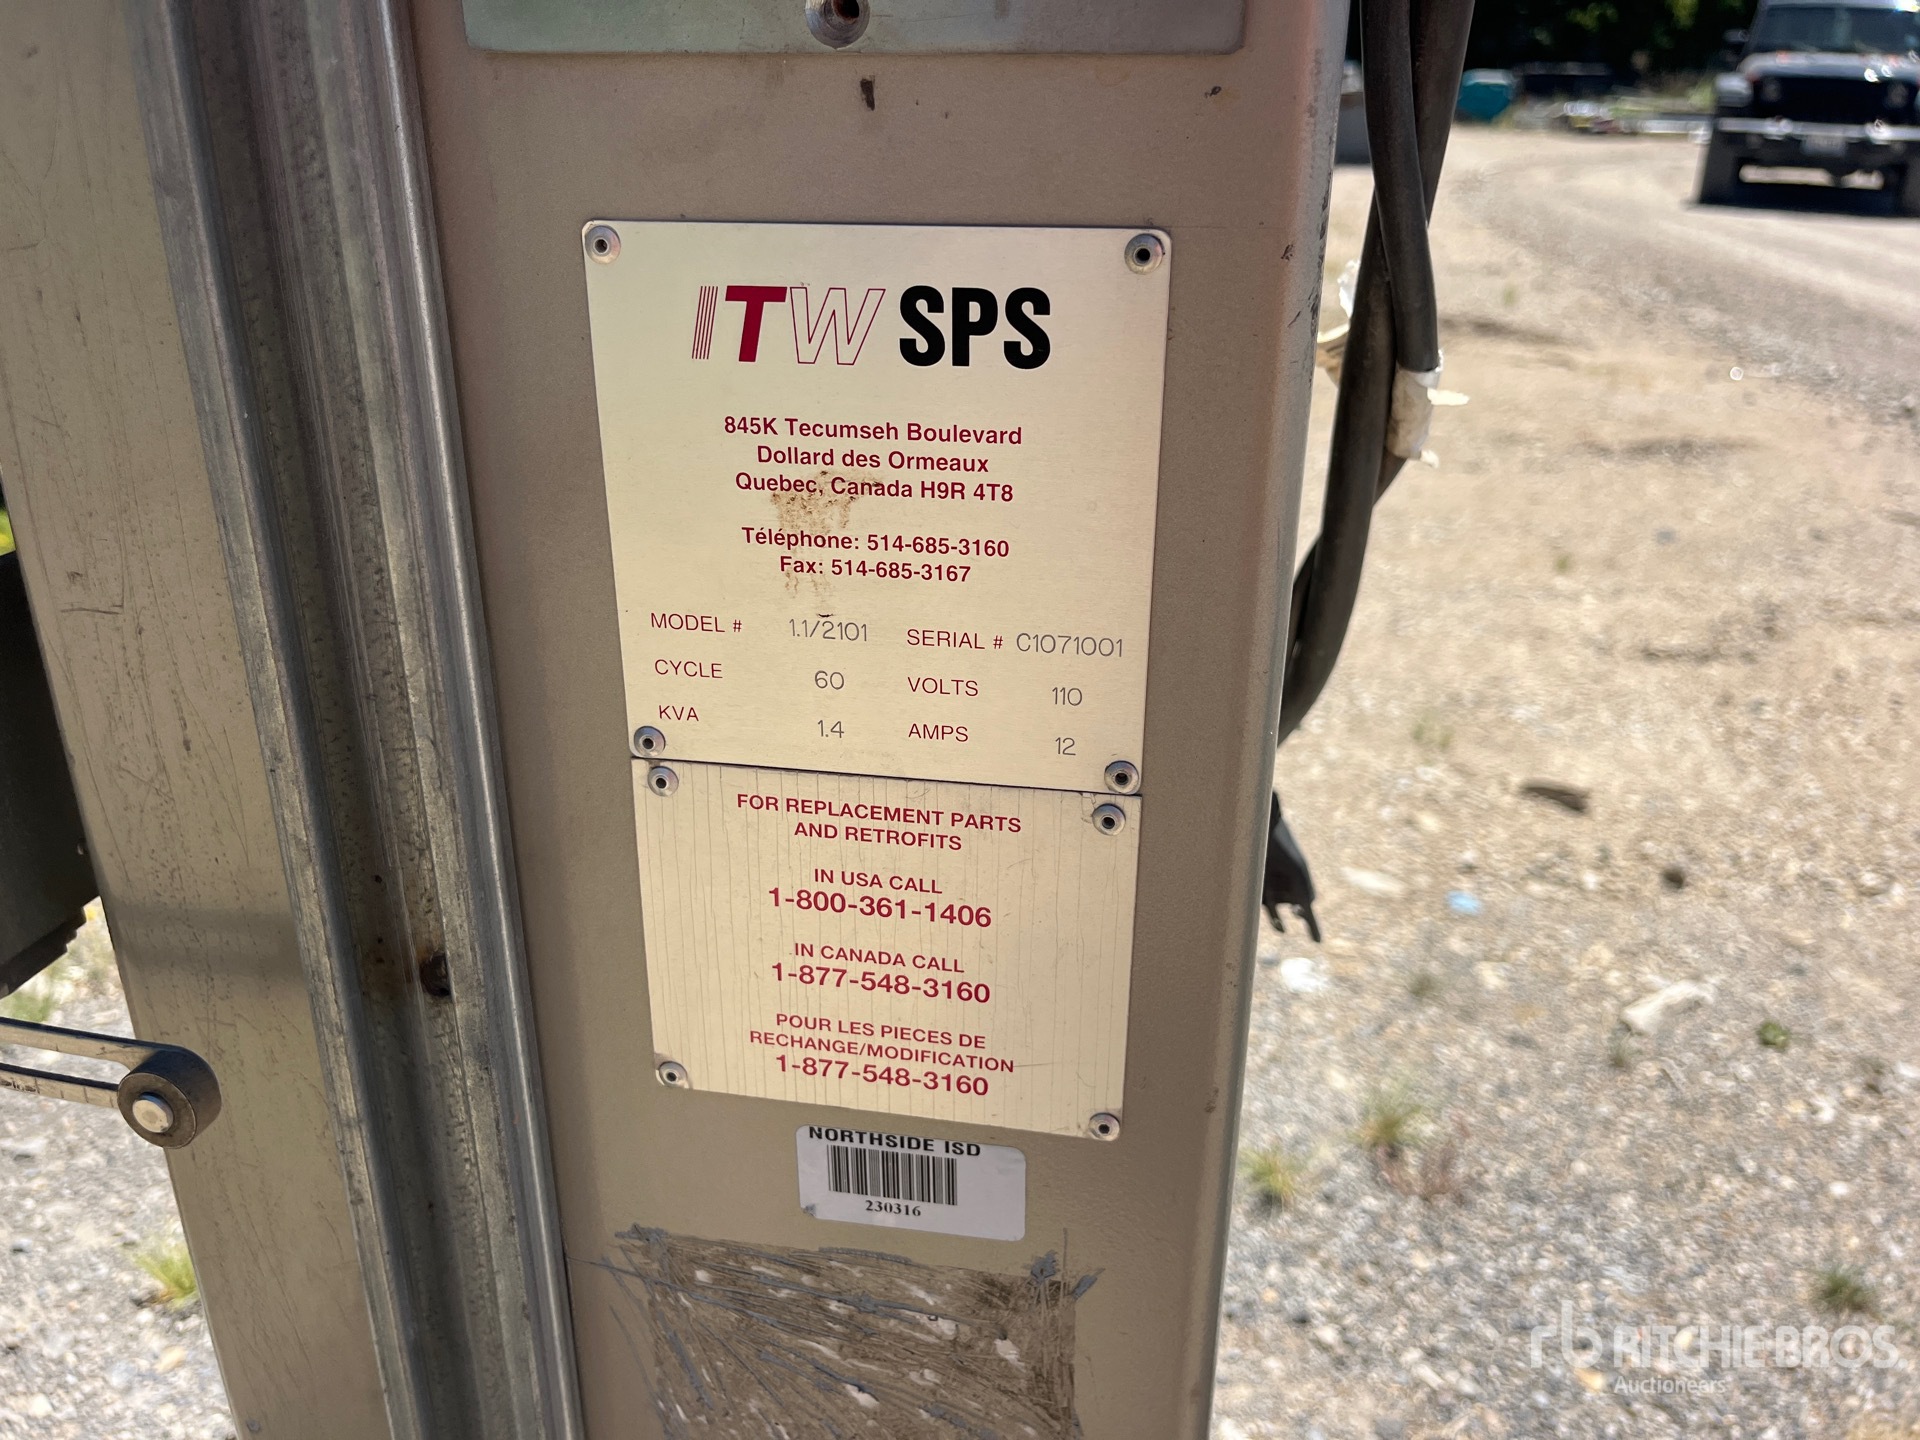 ITW SPS
845K Tecumseh Boulevard
Dollard des Ormeaux
Quebec, Canada H9R 4T8
Téléphone: 514-685-3160
Fax: 514-685-3167
MODEL # 1.1/2101 SERIAL # C1071001
CYCLE 60 VOLTS 110
KVA 1.4 AMPS 12
FOR REPLACEMENT PARTS
AND RETROFITS
IN USA CALL
1-800-361-1406
IN CANADA CALL
1-877-548-3160
POUR LES PIECES DE
RECHANGE/MODIFICATION
1-877-548-3160
NORTHSIDE ISD
230316
rb RITCHIE BROS.
Auctioneers